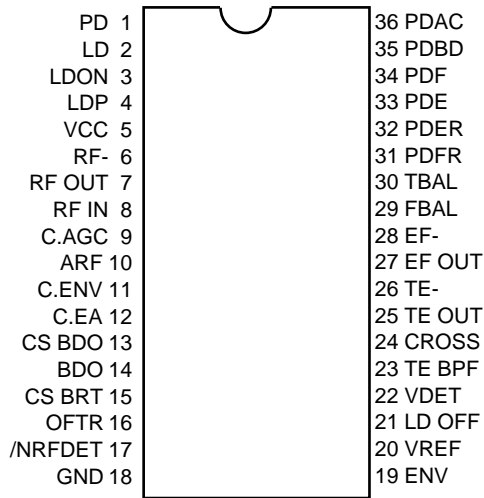 PD 1
LD 2
LDON 3
LDP 4
VCC 5
RF- 6
RF OUT 7
RF IN 8
C.AGC 9
ARF 10
C.ENV 11
C.EA 12
CS BDO 13
BDO 14
CS BRT 15
OFTR 16
/NRFDET 17
GND 18
36 PDAC
35 PDBD
34 PDF
33 PDE
32 PDER
31 PDFR
30 TBAL
29 FBAL
28 EF-
27 EF OUT
26 TE-
25 TE OUT
24 CROSS
23 TE BPF
22 VDET
21 LD OFF
20 VREF
19 ENV